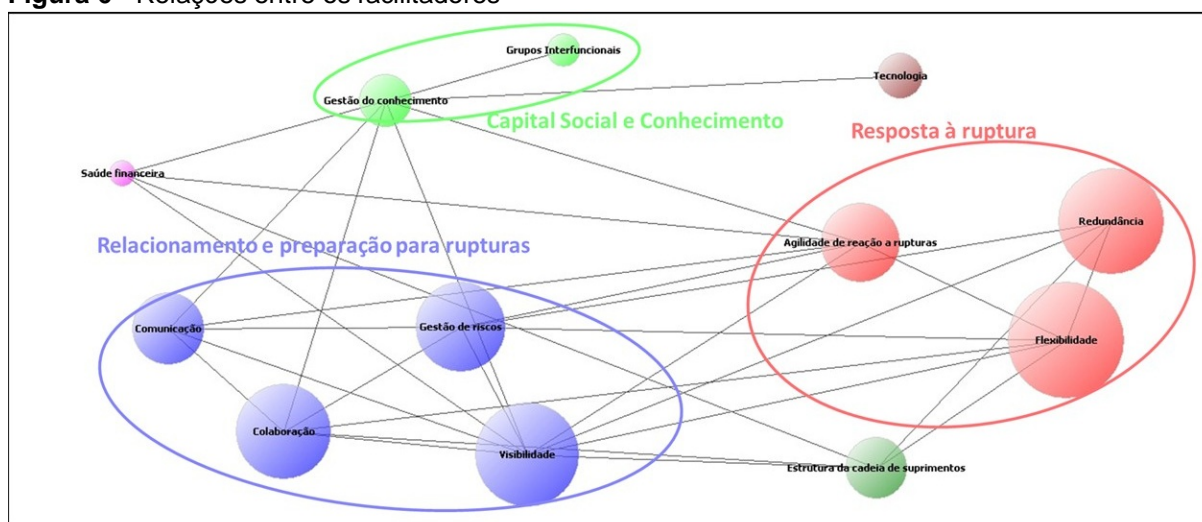 Figura 6 - Relações entre os facilitadores
Grupos Interfuncionais
Tecnologia
Gestão do conhecimento
Capital Social e Conhecimento
Resposta à ruptura
Saúde financeira
Redundância
Relacionamento e preparação para rupturas
Agilidade de reação a rupturas
Comunicação
Gestão de riscos
Flexibilidade
Colaboração
Visibilidade
Estrutura da cadeia de suprimentos